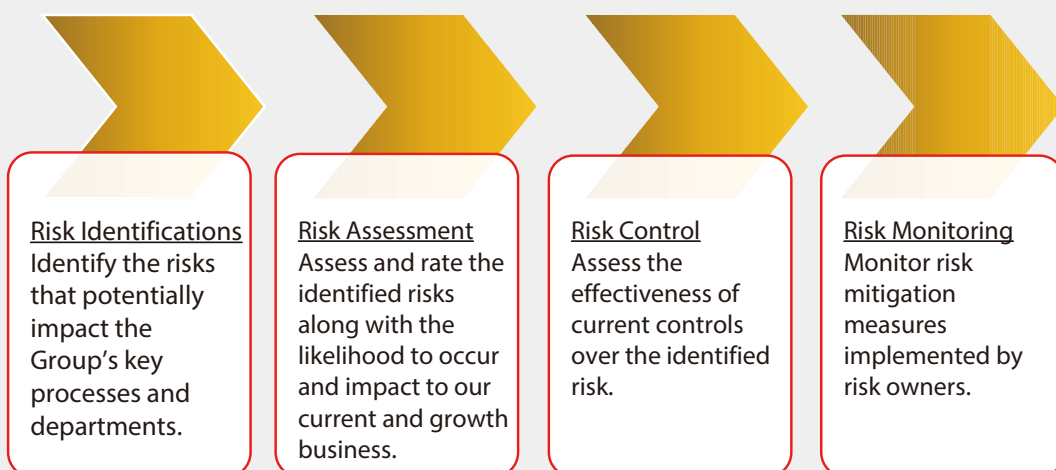 Risk Identifications
Identify the risks
that potentially
impact the
Group’s key
processes and
departments.
Risk Assessment
Assess and rate the
identified risks
along with the
likelihood to occur
and impact to our
current and growth
business.
Risk Control
Assess the
effectiveness of
current controls
over the identified
risk.
Risk Monitoring
Monitor risk
mitigation
measures
implemented by
risk owners.